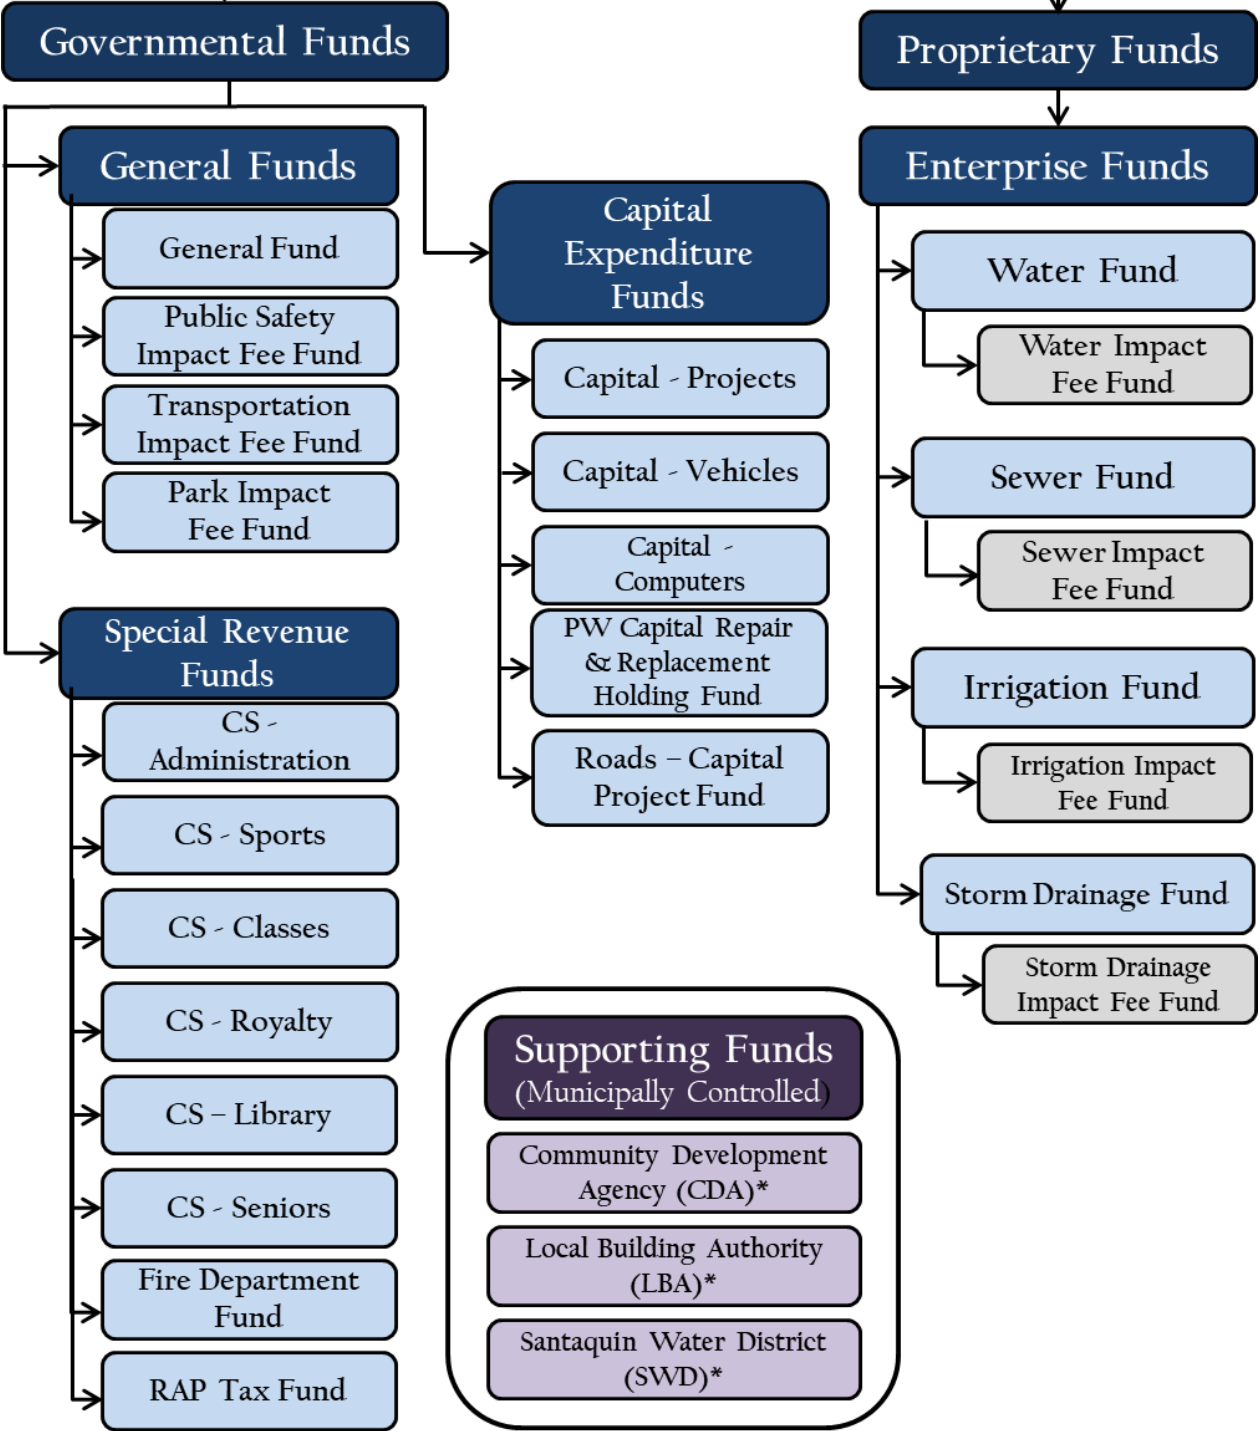 Governmental Funds
General Funds
General Fund
Public Safety
Impact Fee Fund
Transportation
Impact Fee Fund
Park Impact
Fee Fund
Special Revenue
Funds
CS -
Administration
CS - Sports
CS - Classes
CS - Royalty
CS – Library
CS - Seniors
Fire Department
Fund
RAP Tax Fund
Capital
Expenditure
Funds
Capital - Projects
Capital - Vehicles
Capital -
Computers
PW Capital Repair
& Replacement
Holding Fund
Roads – Capital
Project Fund
Supporting Funds
(Municipally Controlled)
Community Development
Agency (CDA)*
Local Building Authority
(LBA)*
Santaquin Water District
(SWD)*
Proprietary Funds
Enterprise Funds
Water Fund
Water Impact
Fee Fund
Sewer Fund
Sewer Impact
Fee Fund
Irrigation Fund
Irrigation Impact
Fee Fund
Storm Drainage Fund
Storm Drainage
Impact Fee Fund